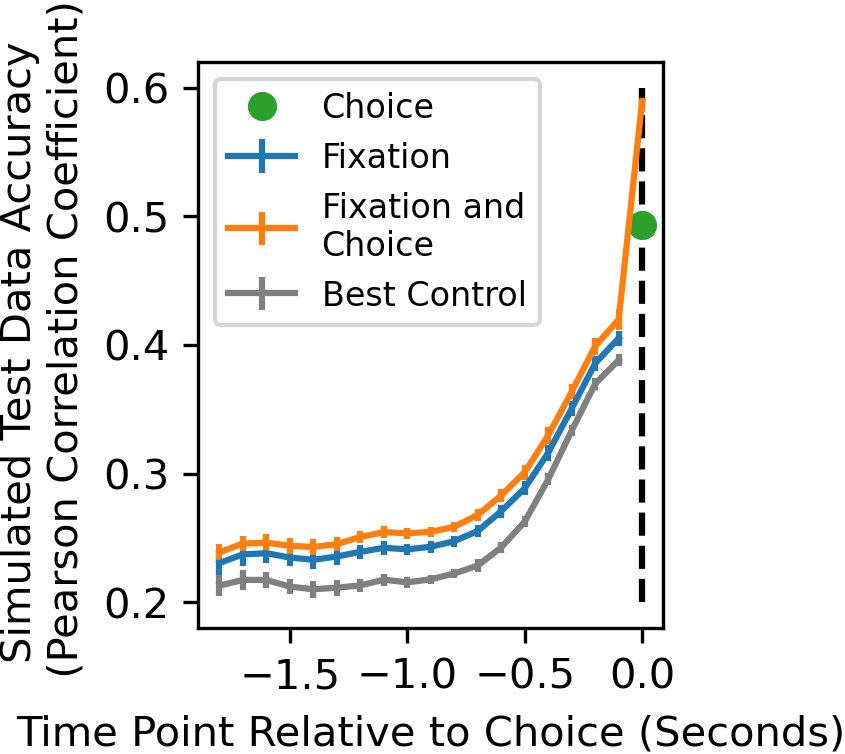 Simulated Test Data Accuracy
(Pearson Correlation Coefficient)
0.6
0.5
0.4
0.3
0.2
Choice
Fixation
Fixation and
Choice
Best Control
−1.5 −1.0 −0.5 0.0
Time Point Relative to Choice (Seconds)